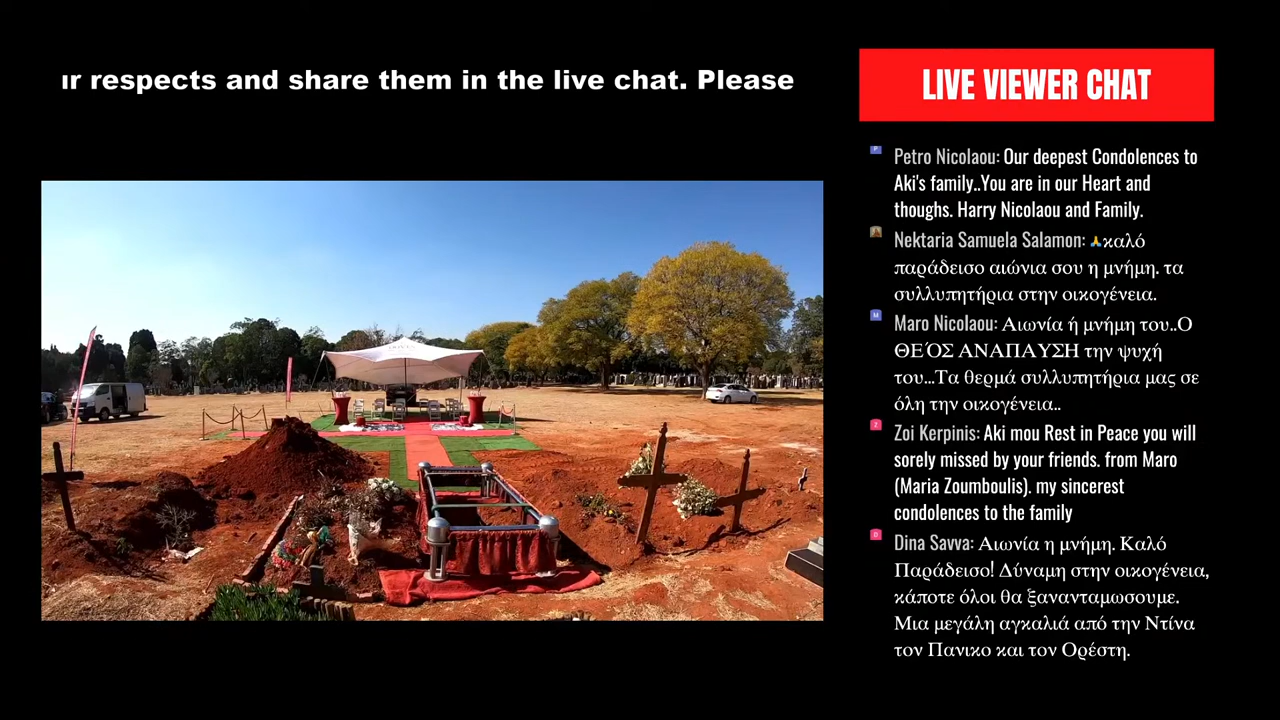 ır respects and share them in the live chat. Please
LIVE VIEWER CHAT
Petro Nicolaou: Our deepest Condolences to
Aki's family..You are in our Heart and
thoughs. Harry Nicolaou and Family.
Nektaria Samuela Salamon: 🙏καλό
παράδεισο αιώνια σου η μνήμη. τα
συλλυπητήρια στην οικογένεια.
Maro Nicolaou: Αιωνία ή μνήμη του..Ο
ΘΕΌΣ ΑΝΑΠΑΥΣΗ την ψυχή
του...Τα θερμά συλλυπητήρια μας σε
όλη την οικογένεια..
Zoi Kerpinis: Aki mou Rest in Peace you will
sorely missed by your friends. from Maro
(Maria Zoumboulis). my sincerest
condolences to the family
Dina Savva: Αιωνία η μνήμη. Καλό
Παράδεισο! Δύναμη στην οικογένεια,
κάποτε όλοι θα ξανανταμωσουμε.
Μια μεγάλη αγκαλιά από την Ντίνα
τον Πανικο και τον Ορέστη.